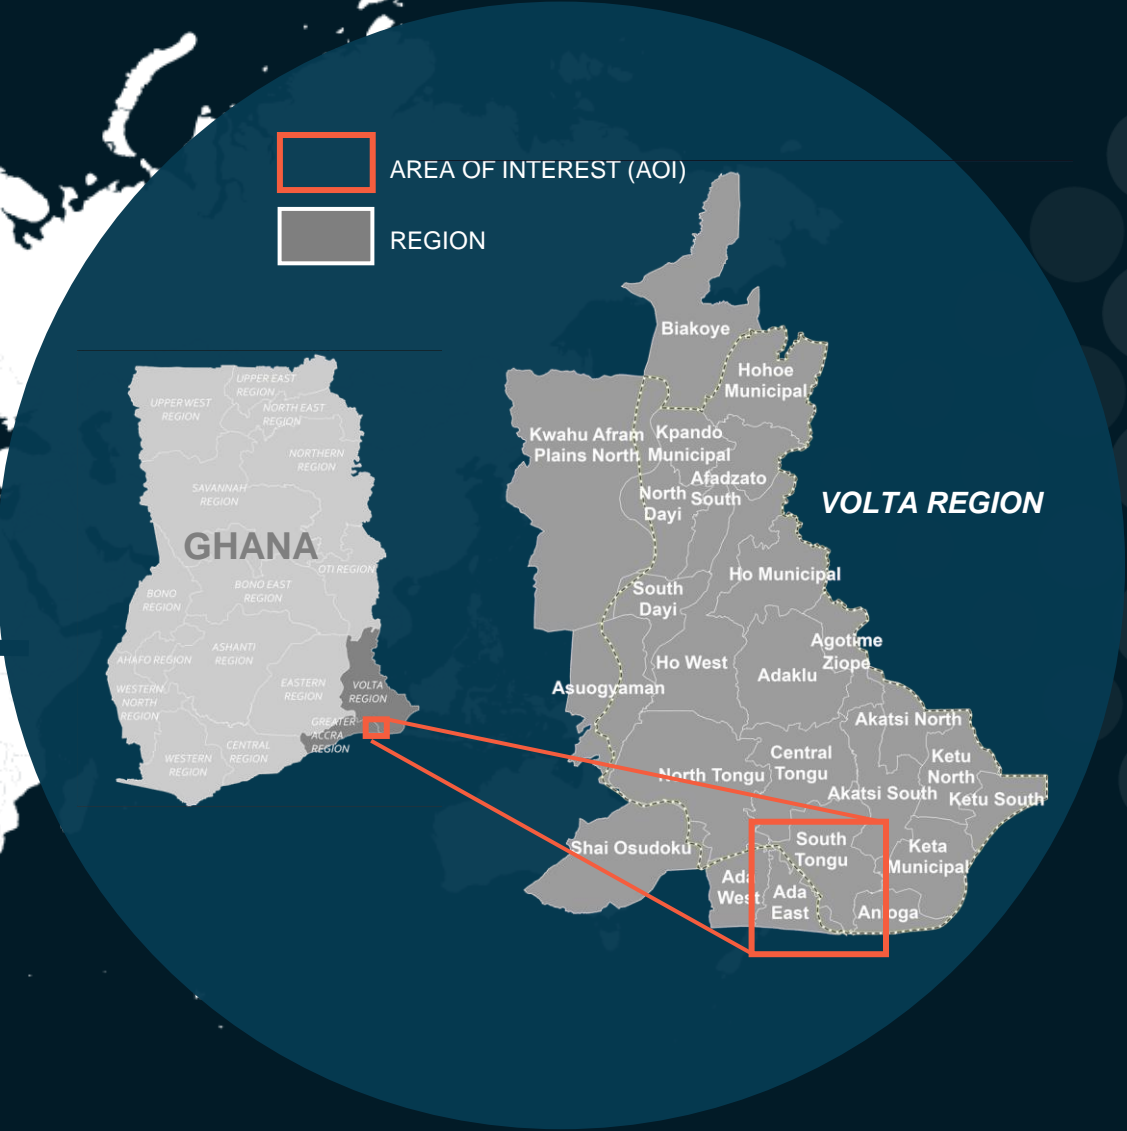 AREA OF INTEREST (AOI)
REGION
UPPER WEST
REGION
UPPER EAST
REGION
NORTH EAST
REGION
NORTHERN
REGION
SAVANNAH
REGION
GHANA
OTI REGION
BONO
REGION
BONO EAST
REGION
AHAFO REGION
ASHANTI
REGION
WESTERN
NORTH
REGION
EASTERN
REGION
VOLTA
REGION
GREATER
ACCRA
REGION
CENTRAL
REGION
WESTERN
REGION
VOLTA REGION
Biakoye
Hohoe
Municipal
Kwahu Afram
Plains North
Kpando
Municipal
Afadzato
South
North
Dayi
Ho Municipal
South
Dayi
Agotime
Ziope
Ho West
Adaklu
Asuogyaman
Akatsi North
Central
Tongu
Ketu
North
North Tongu
Akatsi South
Ketu South
Shai Osudoku
South
Tongu
Keta
Municipal
Ada
West
Ada
East
Anloga